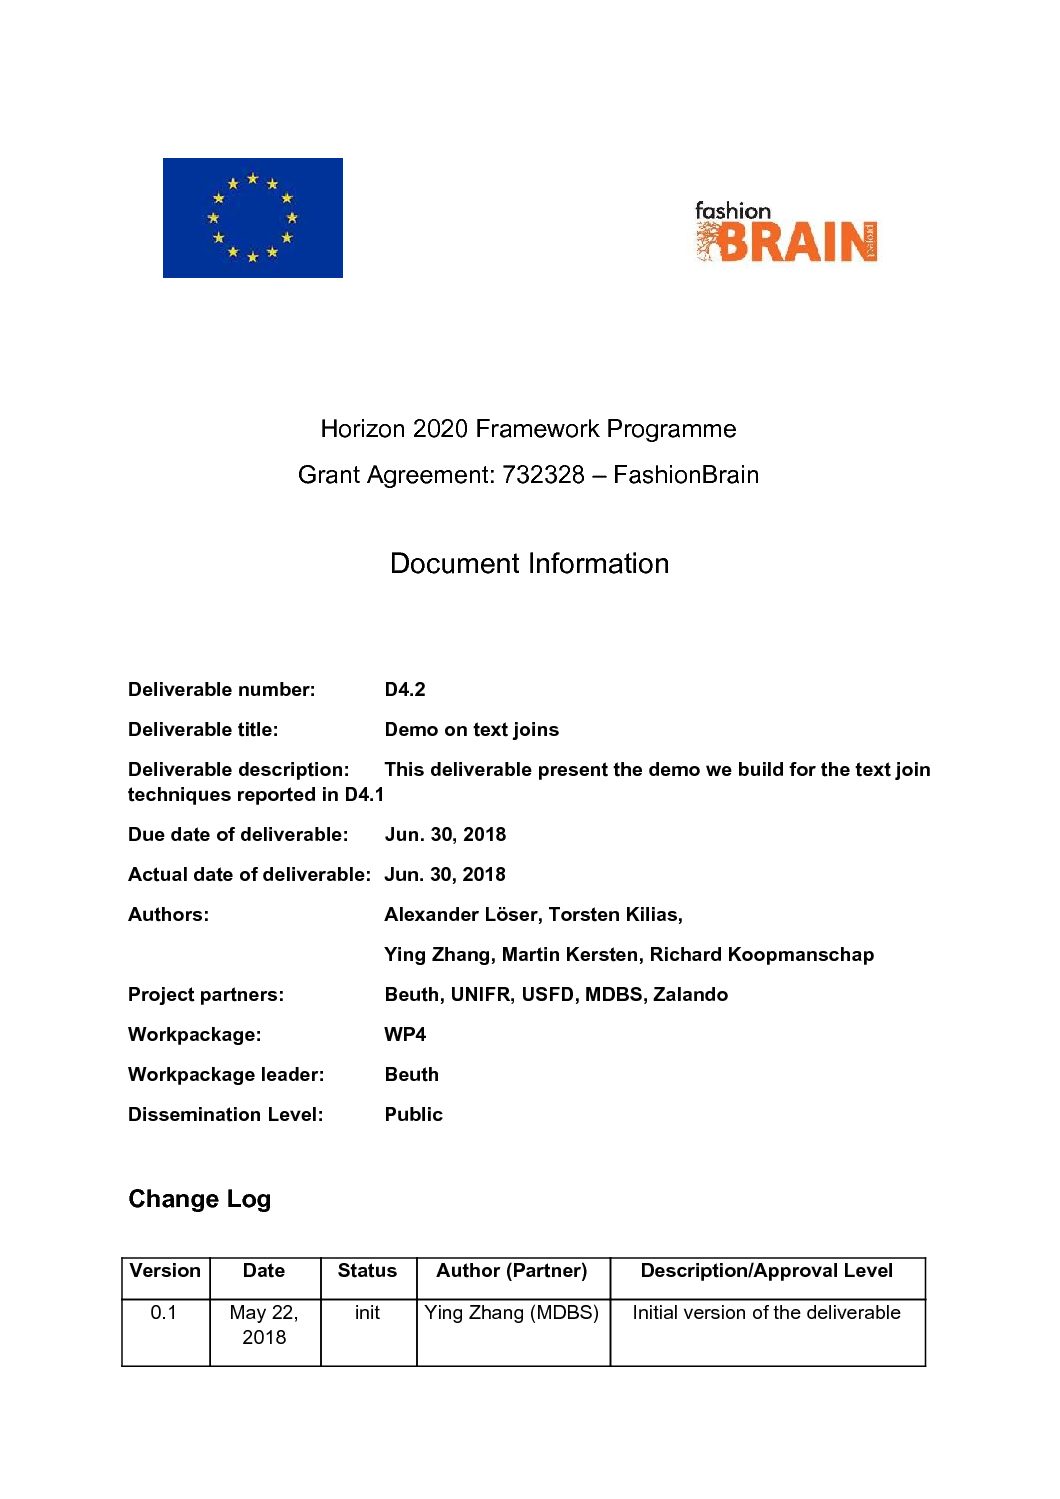 fashion
BRAIN
Horizon 2020 Framework Programme
Grant Agreement: 732328 – FashionBrain
Document Information
Deliverable number: D4.2
Deliverable title: Demo on text joins
Deliverable description: This deliverable present the demo we build for the text join
techniques reported in D4.1
Due date of deliverable: Jun. 30, 2018
Actual date of deliverable: Jun. 30, 2018
Authors: Alexander Löser, Torsten Kilias,
Ying Zhang, Martin Kersten, Richard Koopmanschap
Project partners: Beuth, UNIFR, USFD, MDBS, Zalando
Workpackage: WP4
Workpackage leader: Beuth
Dissemination Level: Public
Change Log
Version Date Status Author (Partner) Description/Approval Level
0.1 May 22, init Ying Zhang (MDBS) Initial version of the deliverable
2018